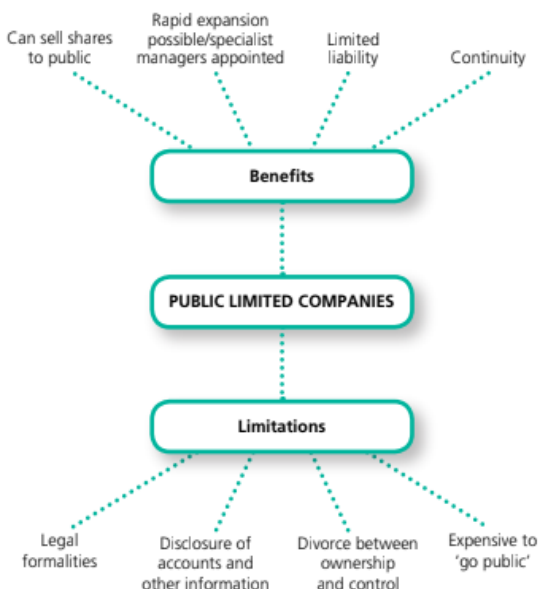 Can sell shares
to public
Rapid expansion
possible/specialist
managers appointed
Limited
liability
Continuity
Benefits
PUBLIC LIMITED COMPANIES
Limitations
Legal
formalities
Disclosure of
accounts and
other information
Divorce between
ownership
and control
Expensive to
‘go public’